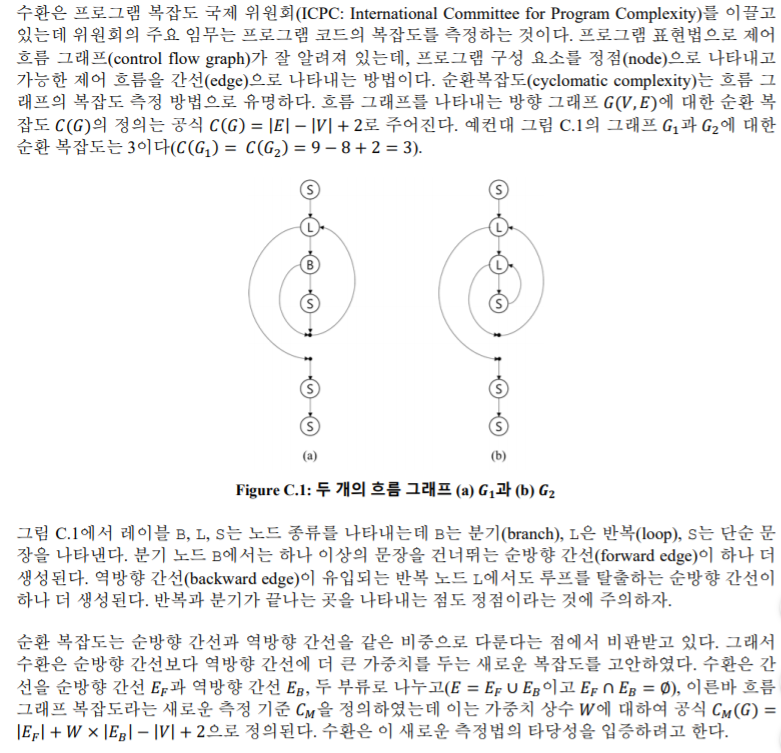 수환은 프로그램 복잡도 국제 위원회(ICPC: International Committee for Program Complexity)를 이끌고
있는데 위원회의 주요 임무는 프로그램 코드의 복잡도를 측정하는 것이다. 프로그램 표현법으로 제어
흐름 그래프(control flow graph)가 잘 알려져 있는데, 프로그램 구성 요소를 정점(node)으로 나타내고
가능한 제어 흐름을 간선(edge)으로 나타내는 방법이다. 순환복잡도(cyclomatic complexity)는 흐름 그
래프의 복잡도 측정 방법으로 유명하다. 흐름 그래프를 나타내는 방향 그래프 G(V, E)에 대한 순환 복
잡도 C(G)의 정의는 공식 C(G) = |E| − |V| + 2로 주어진다. 예컨대 그림 C.1의 그래프 G₁과 G₂에 대한
순환 복잡도는 3이다(C(G₁) = C(G₂) = 9 − 8 + 2 = 3).
S
L
B
S
S
S
(a)
S
L
L
S
S
S
(b)
Figure C.1: 두 개의 흐름 그래프 (a) G₁과 (b) G₂
그림 C.1에서 레이블 B, L, S는 노드 종류를 나타내는데 B는 분기(branch), L은 반복(loop), S는 단순 문
장을 나타낸다. 분기 노드 B에서는 하나 이상의 문장을 건너뛰는 순방향 간선(forward edge)이 하나 더
생성된다. 역방향 간선(backward edge)이 유입되는 반복 노드 L에서도 루프를 탈출하는 순방향 간선이
하나 더 생성된다. 반복과 분기가 끝나는 곳을 나타내는 점도 정점이라는 것에 주의하자.
순환 복잡도는 순방향 간선과 역방향 간선을 같은 비중으로 다룬다는 점에서 비판받고 있다. 그래서
수환은 순방향 간선보다 역방향 간선에 더 큰 가중치를 두는 새로운 복잡도를 고안하였다. 수환은 간
선을 순방향 간선 E_F과 역방향 간선 E_B, 두 부류로 나누고(E = E_F ∪ E_B이고 E_F ∩ E_B = ∅), 이른바 흐름
그래프 복잡도라는 새로운 측정 기준 C_M을 정의하였는데 이는 가중치 상수 W에 대하여 공식 C_M(G) =
|E_F| + W × |E_B| − |V| + 2으로 정의된다. 수환은 이 새로운 측정법의 타당성을 입증하려고 한다.